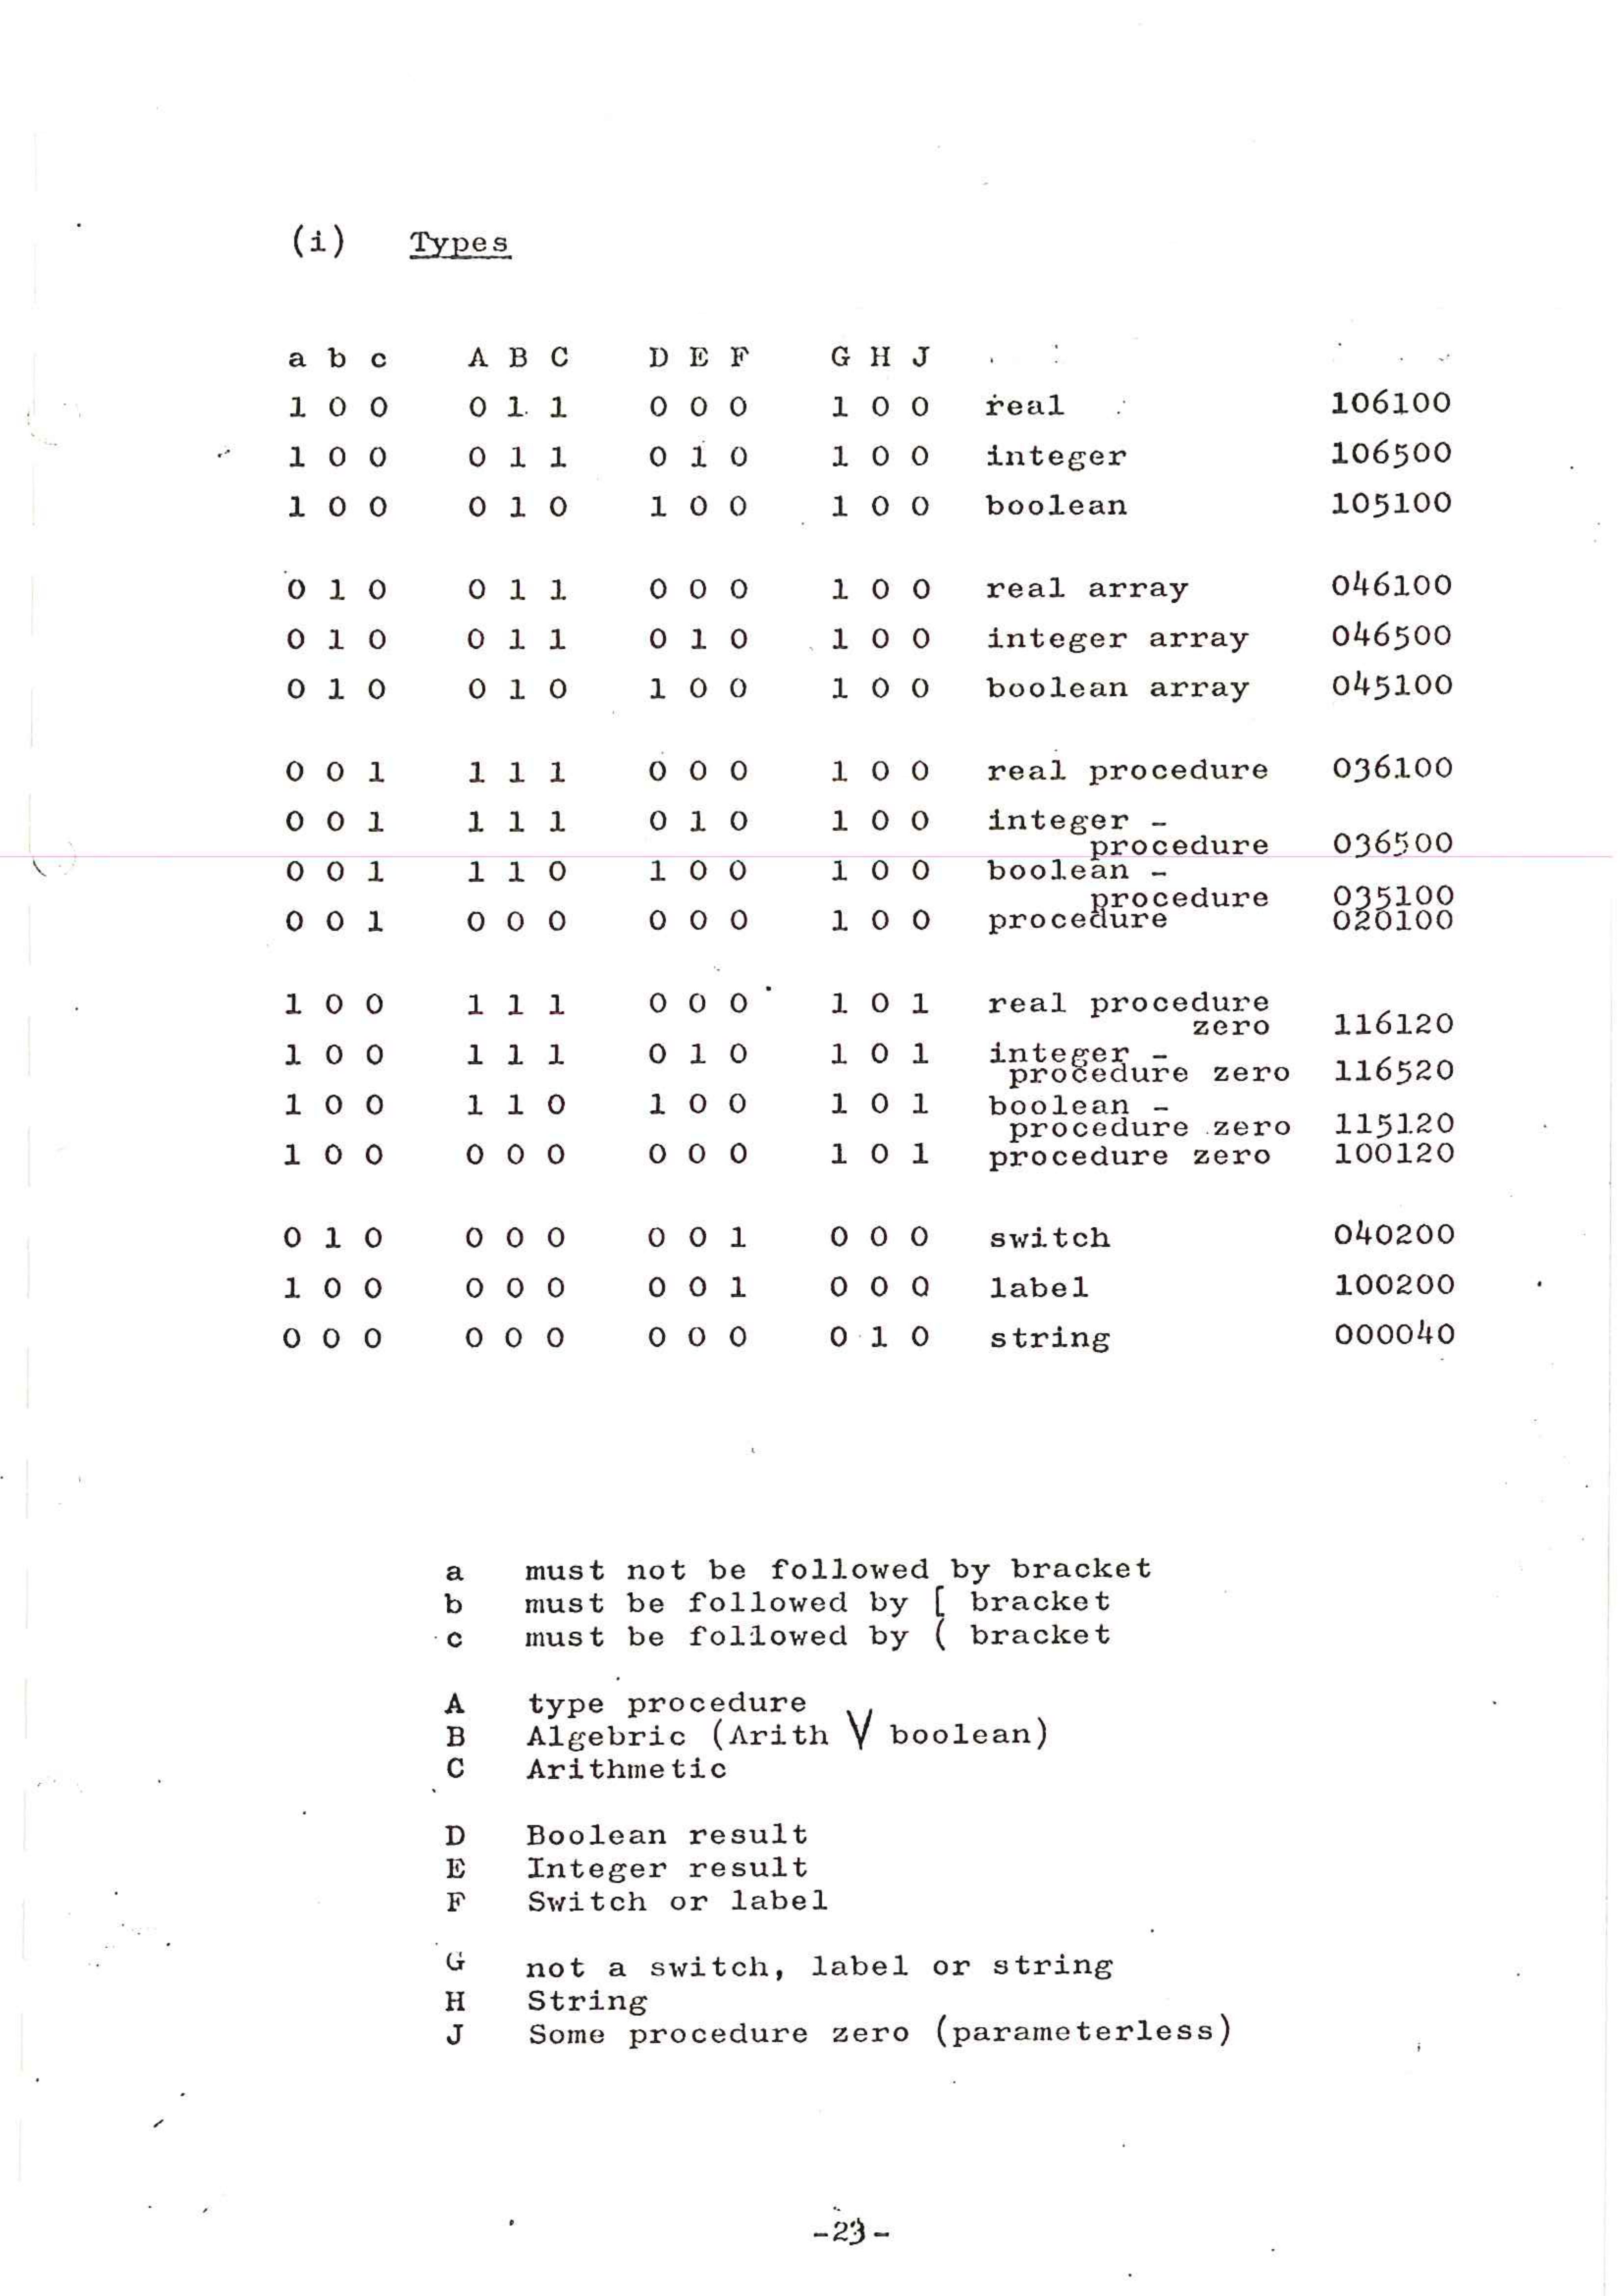 (i) Types
a b c A B C D E F G H J
1 0 0 0 1 1 0 0 0 1 0 0 real 106100
1 0 0 0 1 1 0 1 0 1 0 0 integer 106500
1 0 0 0 1 0 1 0 0 1 0 0 boolean 105100
0 1 0 0 1 1 0 0 0 1 0 0 real array 046100
0 1 0 0 1 1 0 1 0 1 0 0 integer array 046500
0 1 0 0 1 0 1 0 0 1 0 0 boolean array 045100
0 0 1 1 1 1 0 0 0 1 0 0 real procedure 036100
0 0 1 1 1 1 0 1 0 1 0 0 integer -
procedure 036500
0 0 1 1 1 0 1 0 0 1 0 0 boolean -
procedure 035100
0 0 1 0 0 0 0 0 0 1 0 0 procedure 020100
1 0 0 1 1 1 0 0 0 1 0 1 real procedure
zero 116120
1 0 0 1 1 1 0 1 0 1 0 1 integer -
procedure zero 116520
1 0 0 1 1 0 1 0 0 1 0 1 boolean -
procedure zero 115120
1 0 0 0 0 0 0 0 0 1 0 1 procedure zero 100120
0 1 0 0 0 0 0 0 1 0 0 0 switch 040200
1 0 0 0 0 0 0 0 1 0 0 0 label 100200
0 0 0 0 0 0 0 0 0 0 1 0 string 000040
a must not be followed by bracket
b must be followed by [ bracket
c must be followed by ( bracket
A type procedure
B Algebric (Arith V boolean)
C Arithmetic
D Boolean result
E Integer result
F Switch or label
G not a switch, label or string
H String
J Some procedure zero (parameterless)
-23-